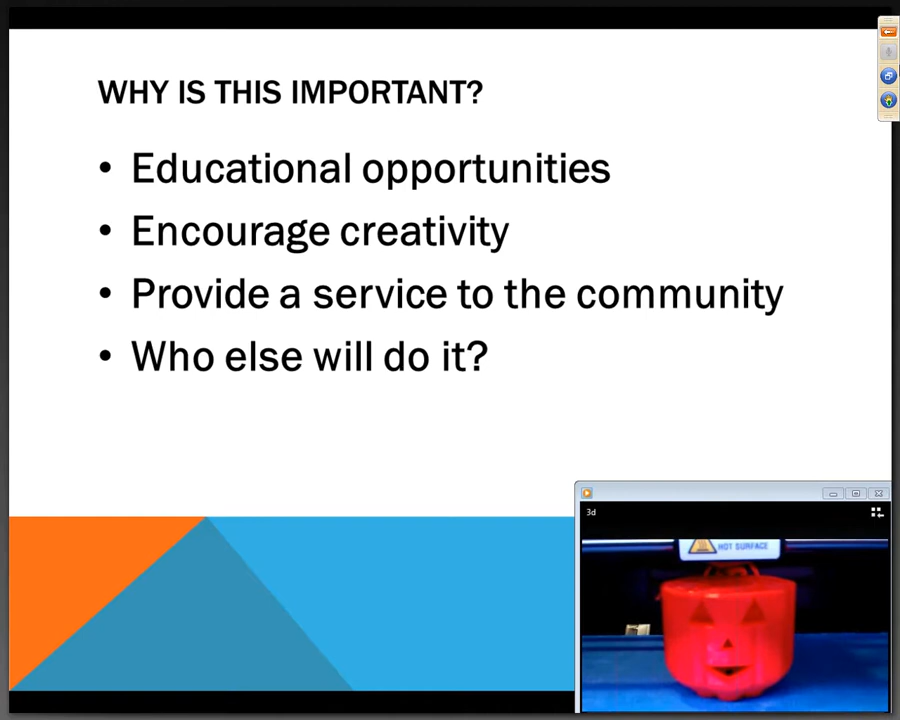 WHY IS THIS IMPORTANT?
• Educational opportunities
• Encourage creativity
• Provide a service to the community
• Who else will do it?
3d
HOT SURFACE